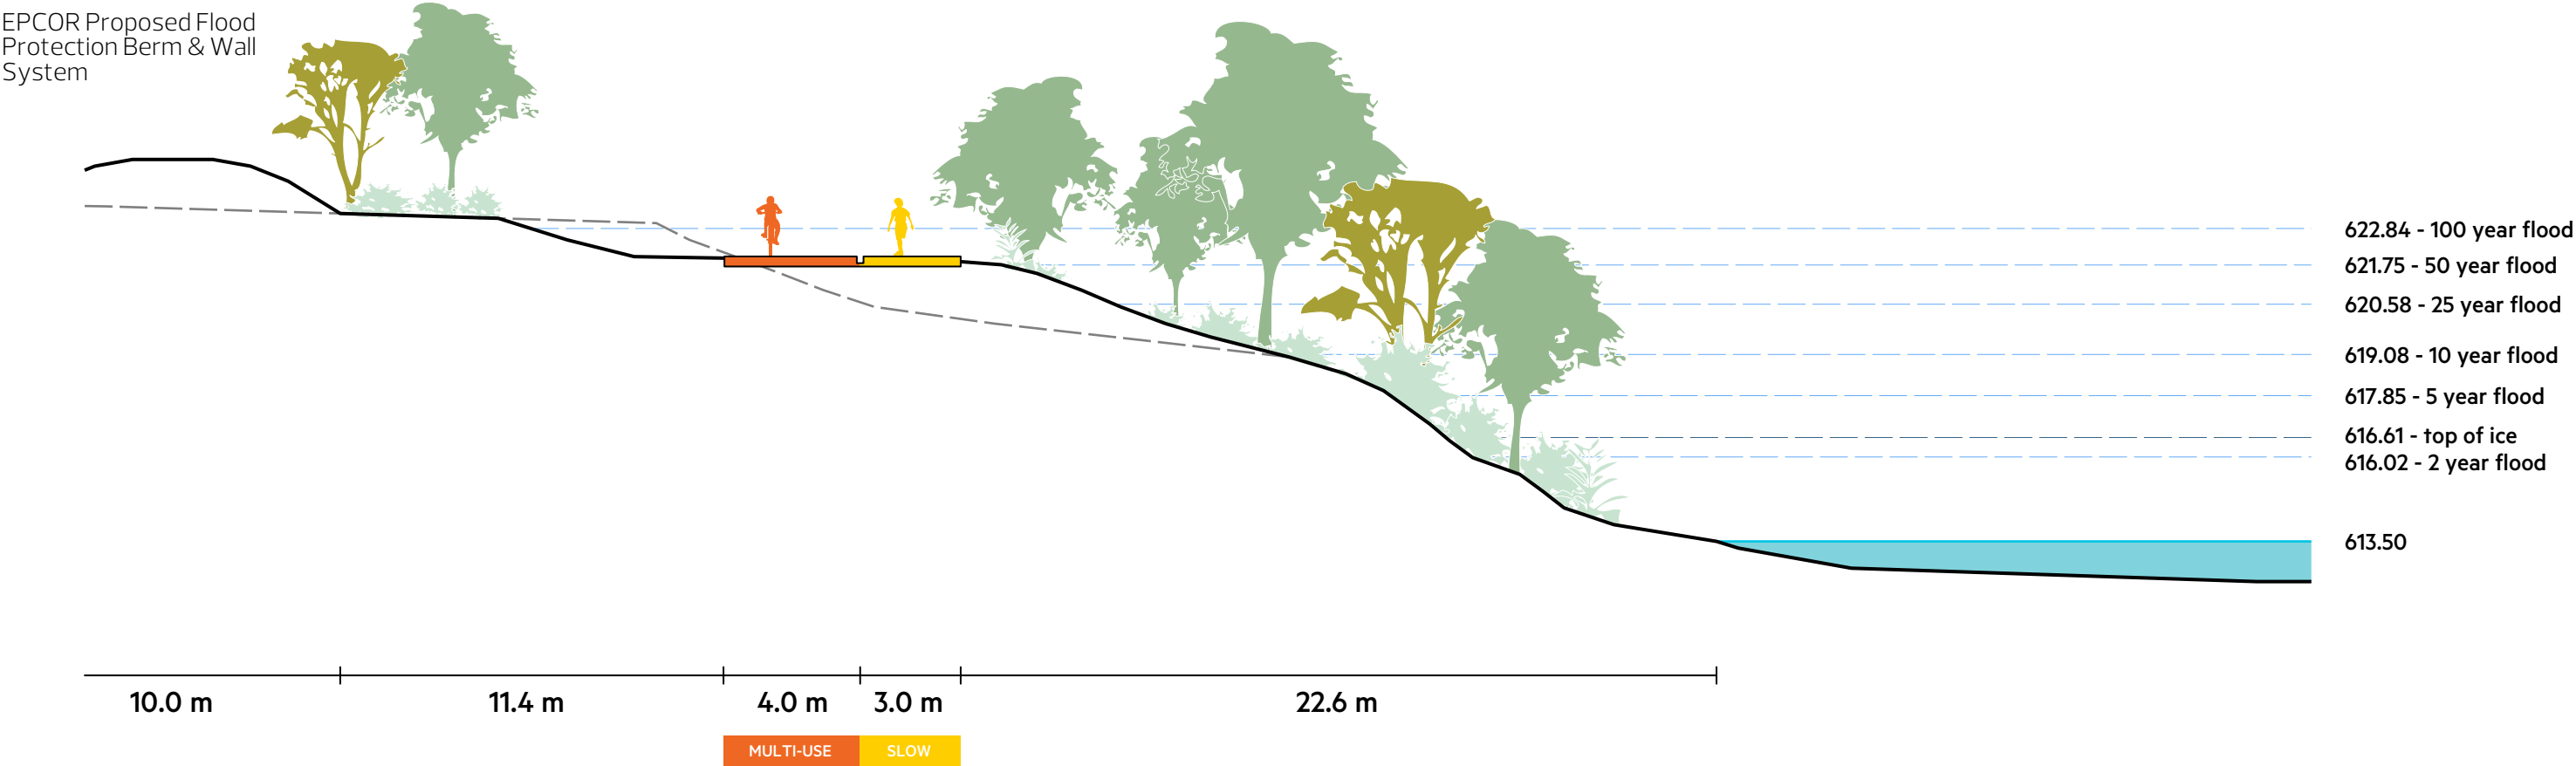 EPCOR Proposed Flood
Protection Berm & Wall
System
622.84 - 100 year flood
621.75 - 50 year flood
620.58 - 25 year flood
619.08 - 10 year flood
617.85 - 5 year flood
616.61 - top of ice
616.02 - 2 year flood
613.50
10.0 m 11.4 m 4.0 m 3.0 m 22.6 m
MULTI-USE SLOW